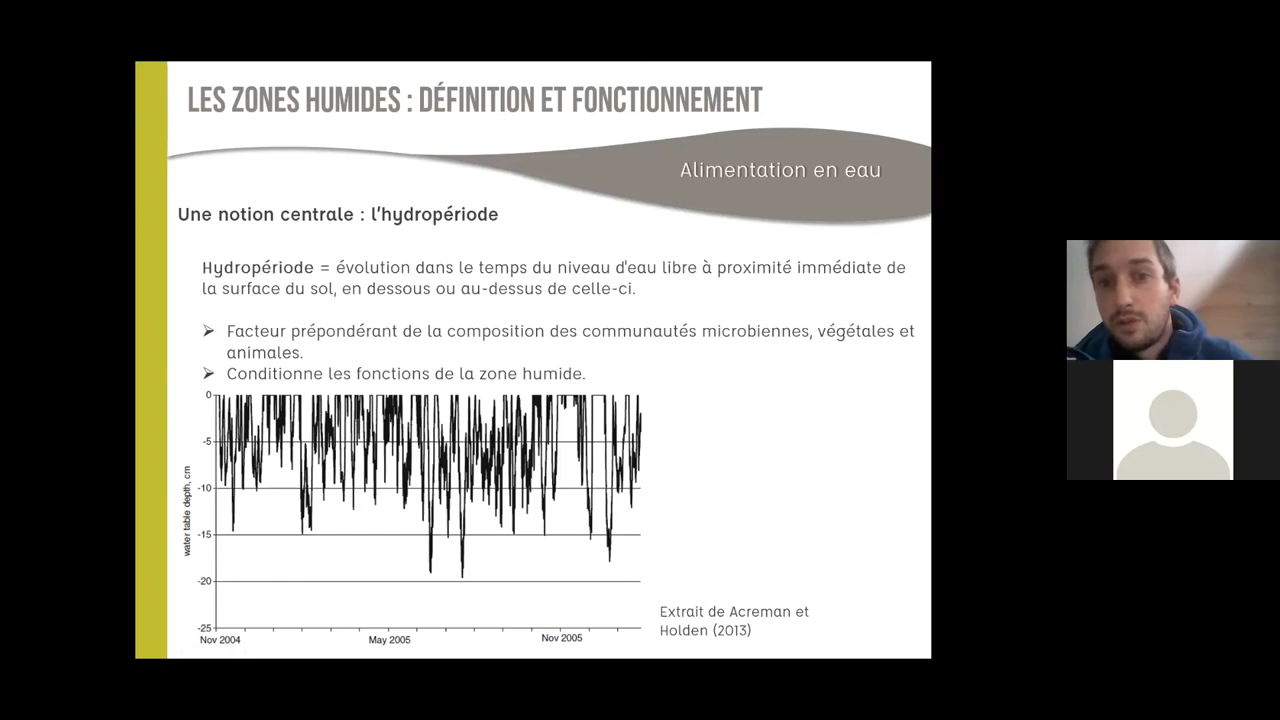 LES ZONES HUMIDES : DÉFINITION ET FONCTIONNEMENT
Alimentation en eau
Une notion centrale : l'hydropériode
Hydropériode = évolution dans le temps du niveau d'eau libre à proximité immédiate de
la surface du sol, en dessous ou au-dessus de celle-ci.
➢ Facteur prépondérant de la composition des communautés microbiennes, végétales et
animales.
➢ Conditionne les fonctions de la zone humide.
0
-5
-10
-15
-20
-25
water table depth, cm
Nov 2004
May 2005
Nov 2005
Extrait de Acreman et
Holden (2013)